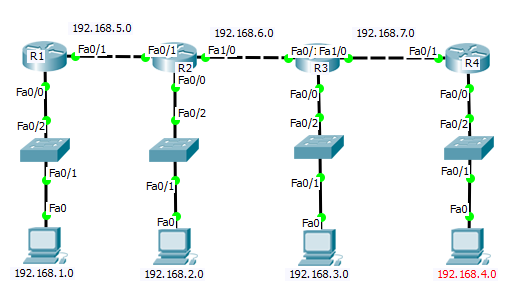 192.168.5.0
192.168.6.0
192.168.7.0
R1
Fa0/1
Fa0/1
R2
Fa1/0
Fa1/0
R3
Fa0/1
R4
Fa0/0
Fa0/0
Fa0/0
Fa0/0
Fa0/2
Fa0/2
Fa0/2
Fa0/2
Fa0/1
Fa0/1
Fa0/1
Fa0/1
Fa0
Fa0
Fa0
Fa0
192.168.1.0
192.168.2.0
192.168.3.0
192.168.4.0